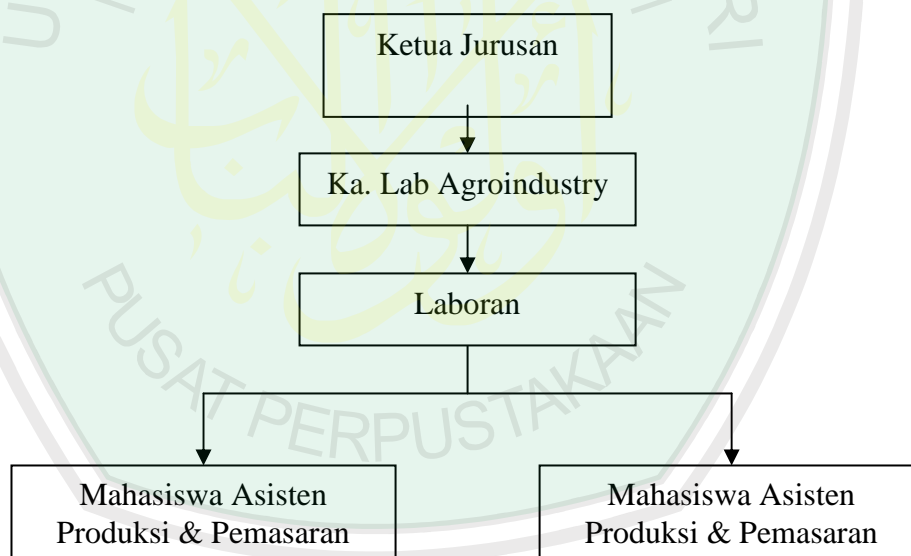 Ketua Jurusan
Ka. Lab Agroindustry
Laboran
PUSAT PERPUSTAKAAN
Mahasiswa Asisten
Produksi & Pemasaran
Mahasiswa Asisten
Produksi & Pemasaran